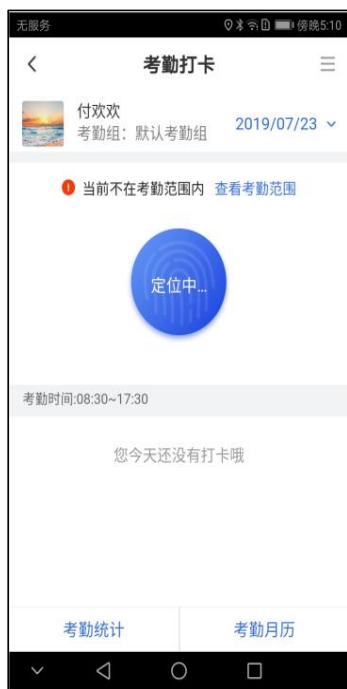 无服务 傍晚5:10
考勤打卡
付欢欢
考勤组：默认考勤组 2019/07/23
当前不在考勤范围内 查看考勤范围
定位中...
考勤时间:08:30~17:30
您今天还没有打卡哦
考勤统计 考勤月历